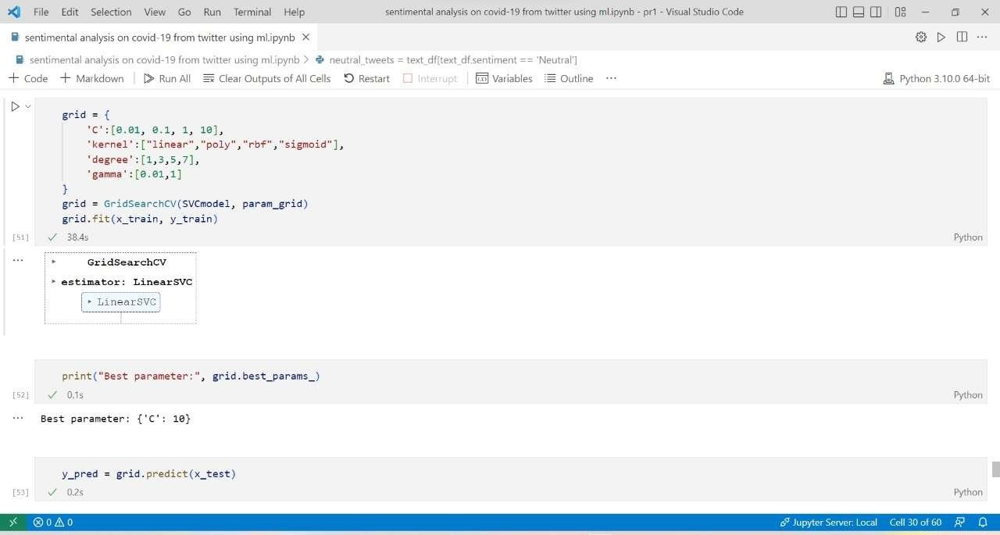 File Edit Selection View Go Run Terminal Help sentimental analysis on covid-19 from twitter using ml.ipynb - pr1 - Visual Studio Code
sentimental analysis on covid-19 from twitter using ml.ipynb
sentimental analysis on covid-19 from twitter using ml.ipynb > neutral_tweets = text_df[text_df.sentiment == 'Neutral']
+ Code + Markdown Run All Clear Outputs of All Cells Restart Interrupt Variables Outline ... Python 3.10.0 64-bit
grid = {
'C':[0.01, 0.1, 1, 10],
'kernel':["linear","poly","rbf","sigmoid"],
'degree':[1,3,5,7],
'gamma':[0.01,1]
}
grid = GridSearchCV(SVCmodel, param_grid)
grid.fit(x_train, y_train)
[51] 38.4s Python
GridSearchCV
estimator: LinearSVC
LinearSVC
print("Best parameter:", grid.best_params_)
[52] 0.1s Python
Best parameter: {'C': 10}
y_pred = grid.predict(x_test)
[53] 0.2s Python
0 0 Jupyter Server: Local Cell 30 of 60